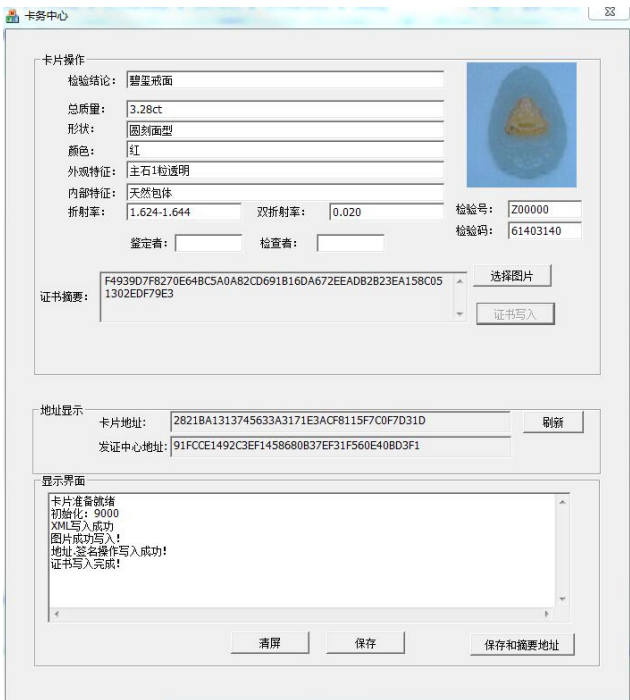 卡务中心
卡片操作
检验结论: 碧玺戒面
总质量: 3.28ct
形状: 圆刻面型
颜色: 红
外观特征: 主石1粒透明
内部特征: 天然包体
折射率: 1.624-1.644 双折射率: 0.020 检验号: Z00000
检验码: 61403140
鉴定者: 检查者:
证书摘要: F4939D7F8270E64BC5A0A82CD691B16DA672EEADB2B23EA158C05
1302EDF79E3
选择图片
证书写入
地址显示
卡片地址: 2821BA1313745633A3171E3ACF8115F7C0F7D31D 刷新
发证中心地址: 91FCCE1492C3EF1458680B37EF31F560E40BD3F1
显示界面
卡片准备就绪
初始化: 9000
XML写入成功
图片成功写入!
地址.签名操作写入成功!
证书写入完成!
清屏 保存 保存和摘要地址